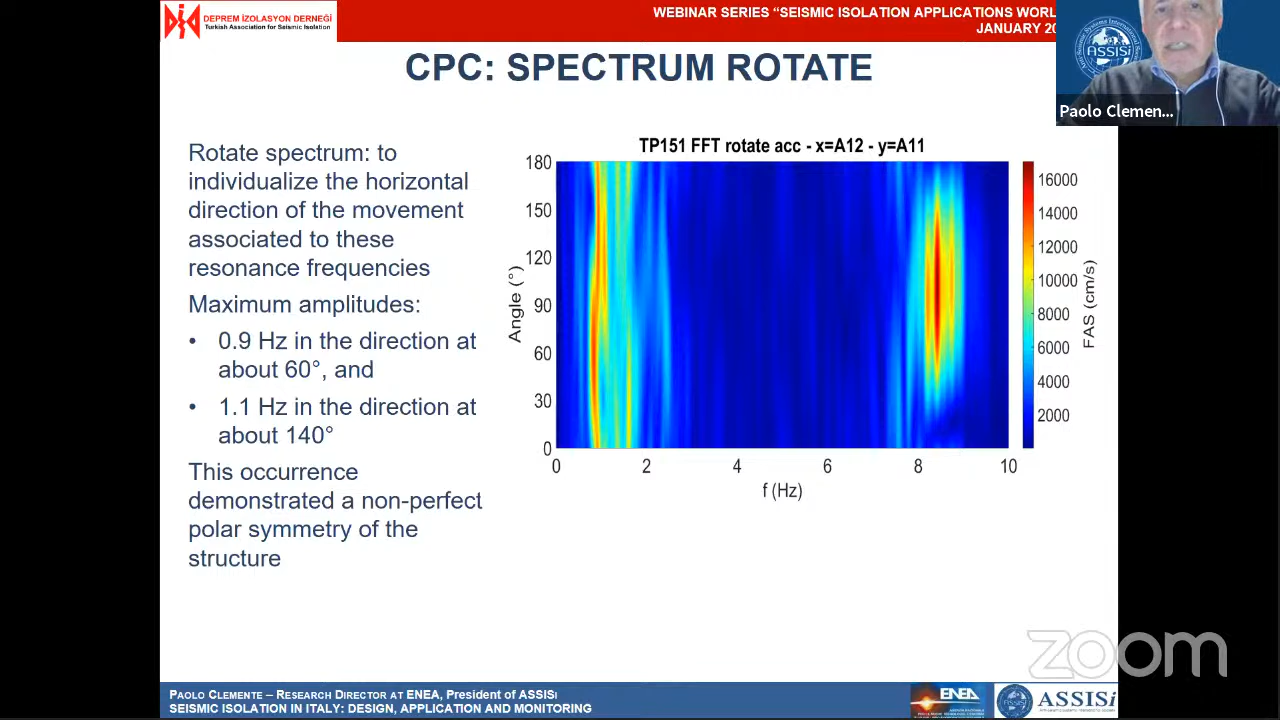 DEPREM İZOLASYON DERNEĞİ
Turkish Association for Seismic Isolation
WEBINAR SERIES “SEISMIC ISOLATION APPLICATIONS WORL
JANUARY 20
ASSISi
Paolo Clemen...
CPC: SPECTRUM ROTATE
Rotate spectrum: to
individualize the horizontal
direction of the movement
associated to these
resonance frequencies
Maximum amplitudes:
• 0.9 Hz in the direction at
about 60°, and
• 1.1 Hz in the direction at
about 140°
This occurrence
demonstrated a non-perfect
polar symmetry of the
structure
TP151 FFT rotate acc - x=A12 - y=A11
180
150
120
90
60
30
0
Angle (°)
0 2 4 6 8 10
f (Hz)
16000
14000
12000
10000
8000
6000
4000
2000
FAS (cm/s)
zoom
PAOLO CLEMENTE – RESEARCH DIRECTOR AT ENEA, President of ASSISi
SEISMIC ISOLATION IN ITALY: DESIGN, APPLICATION AND MONITORING
ENEA
ASSISi